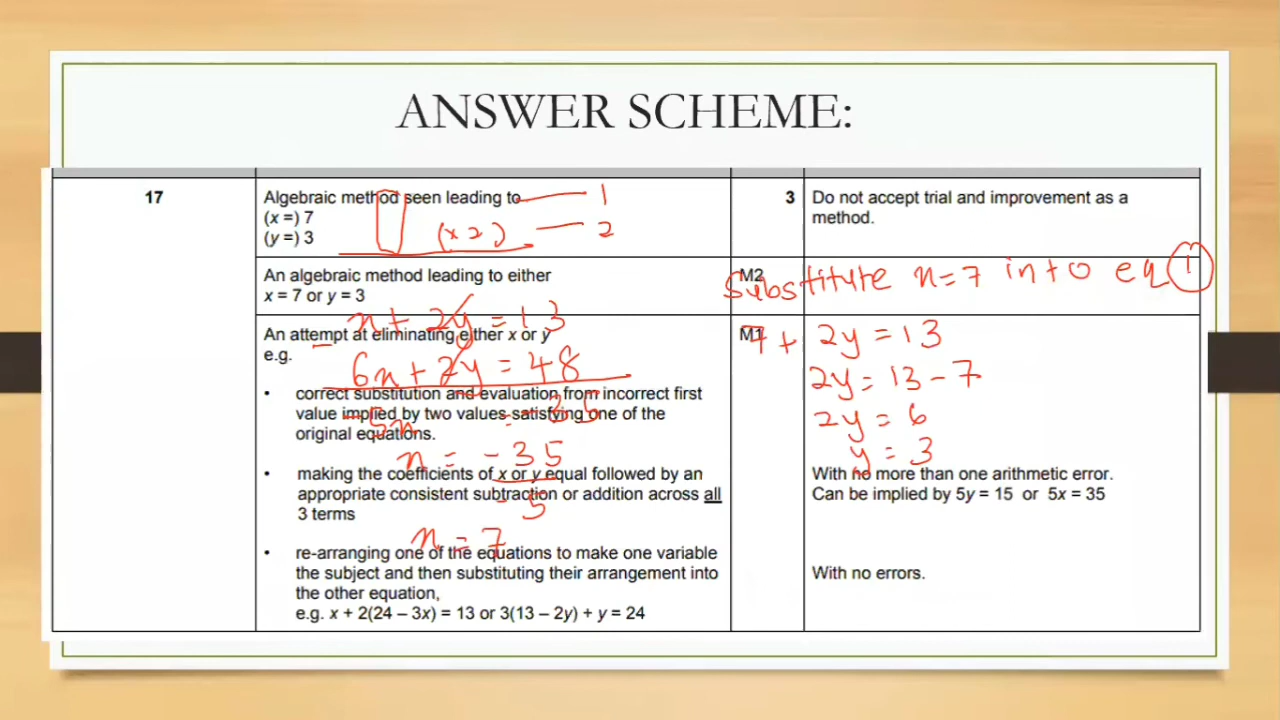 ANSWER SCHEME:
17
Algebraic method seen leading to
(x =) 7
(y =) 3
3
Do not accept trial and improvement as a
method.
1
(x 2)
2
An algebraic method leading to either
x = 7 or y = 3
M2
Substitute x=7 into eq 1
An attempt at eliminating either x or y
e.g.
M1
• correct substitution and evaluation from incorrect first
value implied by two values satisfying one of the
original equations.
• making the coefficients of x or y equal followed by an
appropriate consistent subtraction or addition across all
3 terms
With no more than one arithmetic error.
Can be implied by 5y = 15 or 5x = 35
• re-arranging one of the equations to make one variable
the subject and then substituting their arrangement into
the other equation,
e.g. x + 2(24 – 3x) = 13 or 3(13 – 2y) + y = 24
With no errors.
x + 2y = 13
– 6x + 2y = 48
-5x = -35
x = -35
-5
x = 7
7 + 2y = 13
2y = 13 - 7
2y = 6
y = 3